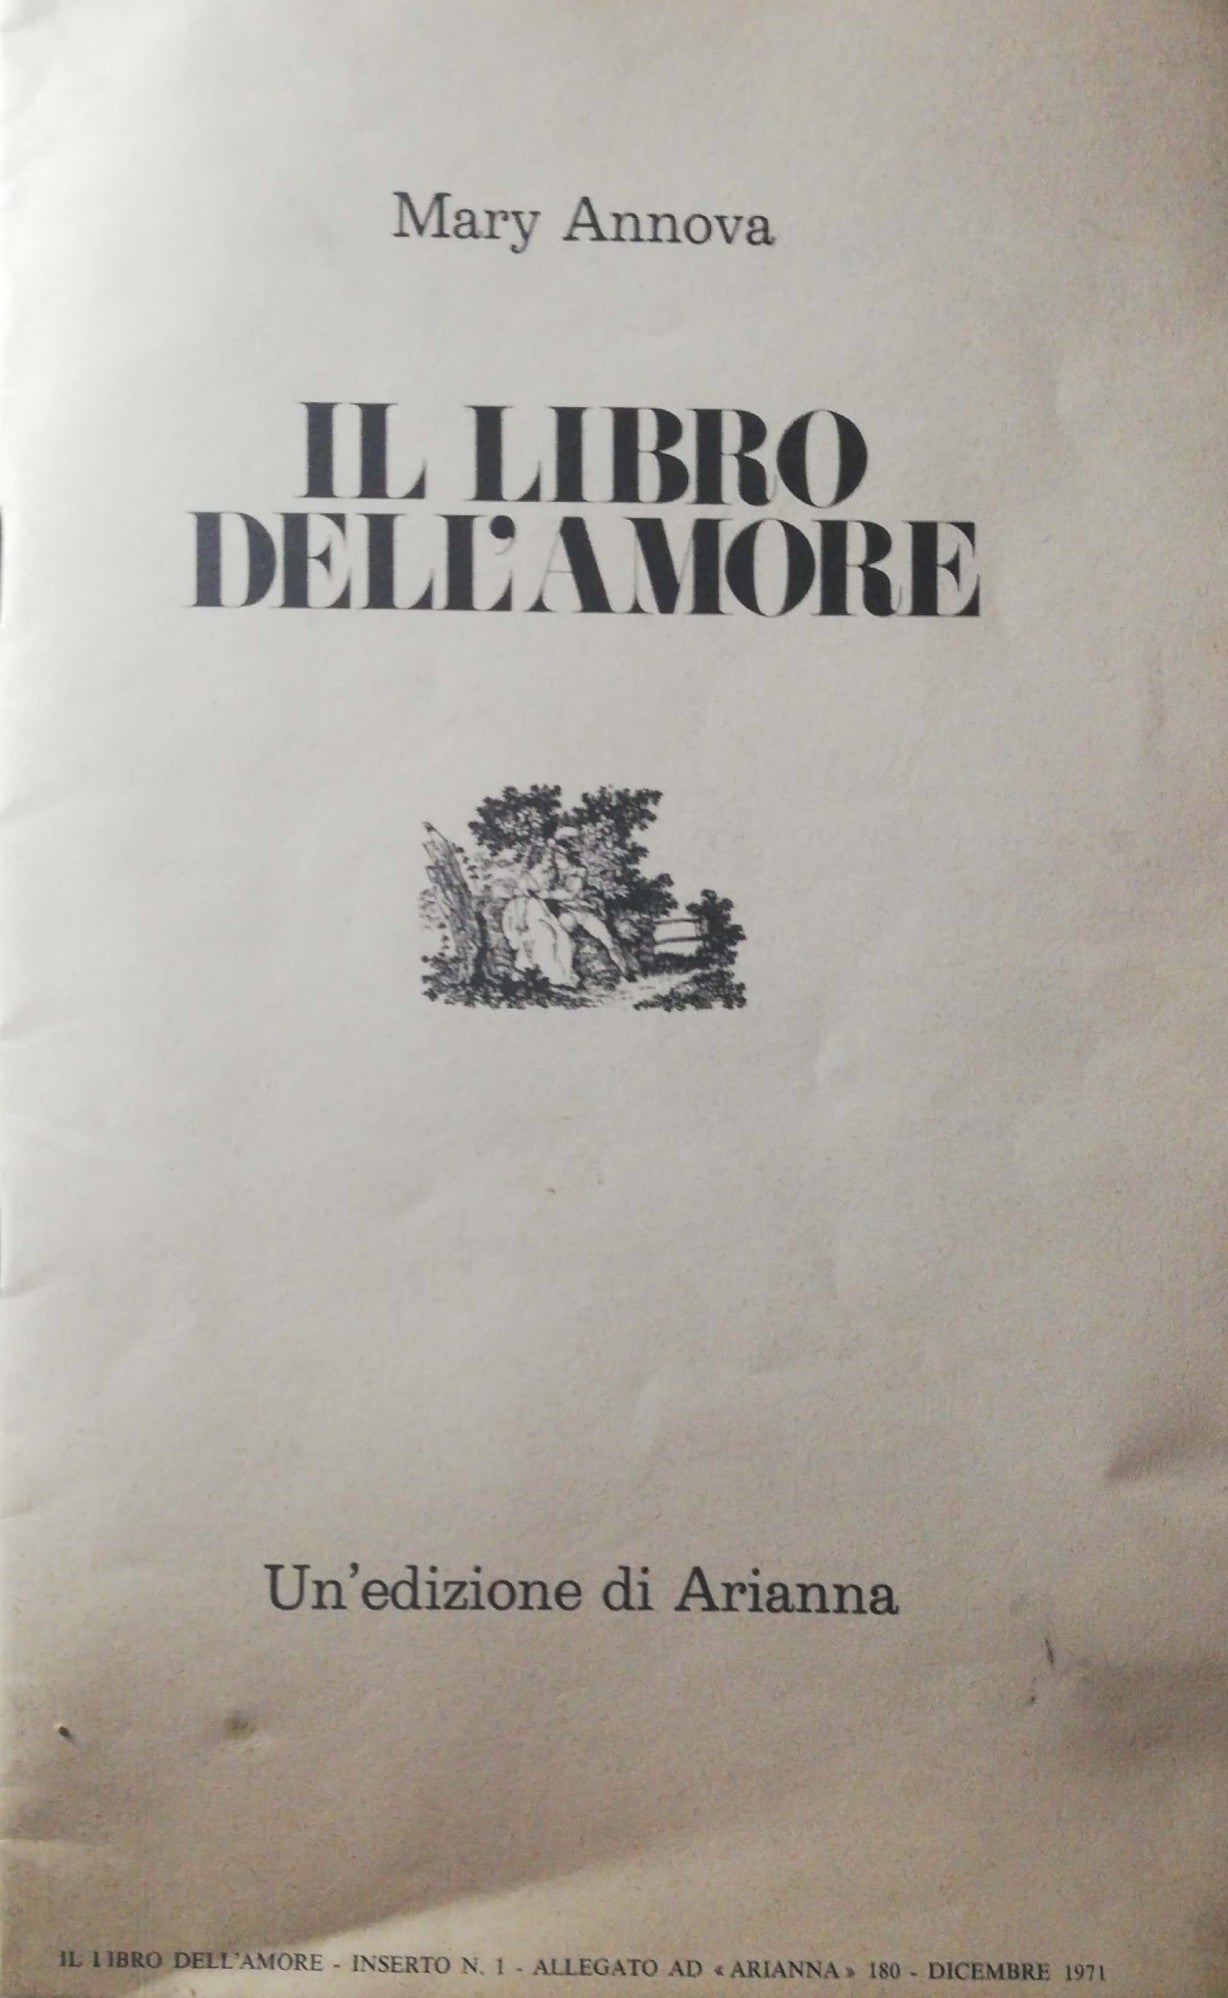 Mary Annova
IL LIBRO
DELL'AMORE
Un'edizione di Arianna
IL LIBRO DELL'AMORE - INSERTO N. 1 - ALLEGATO AD « ARIANNA » 180 - DICEMBRE 1971